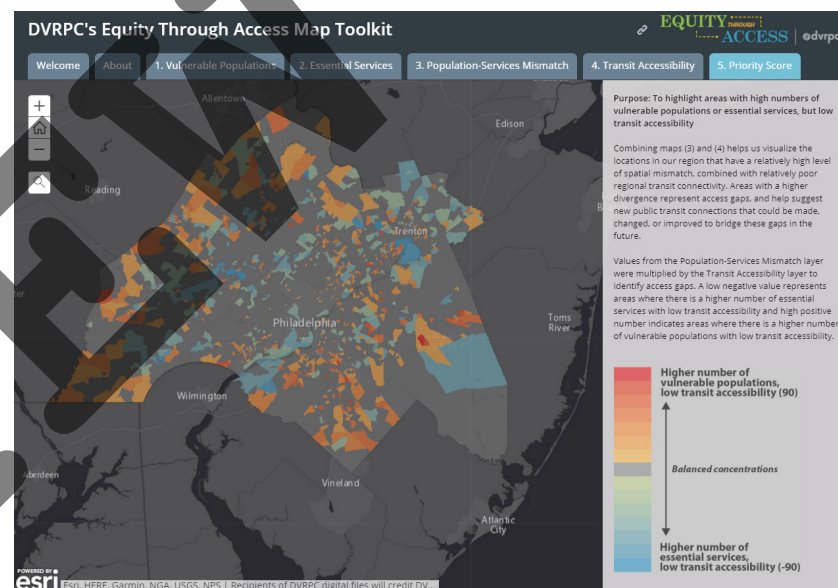 DVRPC's Equity Through Access Map Toolkit
EQUITY THROUGH
ACCESS
Welcome
About
1. Vulnerable Populations
2. Essential Services
3. Population-Services Mismatch
4. Transit Accessibility
5. Priority Score
Allentown
Edison
Reading
Trenton
Philadelphia
Toms
River
Wilmington
Aberdeen
Vineland
Atlantic
City
Purpose: To highlight areas with high numbers of
vulnerable populations or essential services, but low
transit accessibility
Combining maps (3) and (4) helps us visualize the
locations in our region that have a relatively high level
of spatial mismatch, combined with relatively poor
regional transit connectivity. Areas with a higher
divergence represent access gaps, and help suggest
new public transit connections that could be made,
changed, or improved to bridge these gaps in the
future.
Values from the Population-Services Mismatch layer
were multiplied by the Transit Accessibility layer to
identify access gaps. A low negative value represents
areas where there is a higher number of essential
services with low transit accessibility and high positive
number indicates areas where there is a higher number
of vulnerable populations with low transit accessibility.
Higher number of
vulnerable populations,
low transit accessibility (90)
Balanced concentrations
Higher number of
essential services,
low transit accessibility (-90)
POWERED BY
esri
Esri, HERE, Garmin, NGA, USGS, NPS | Recipients of DVRPC digital files will credit DV...